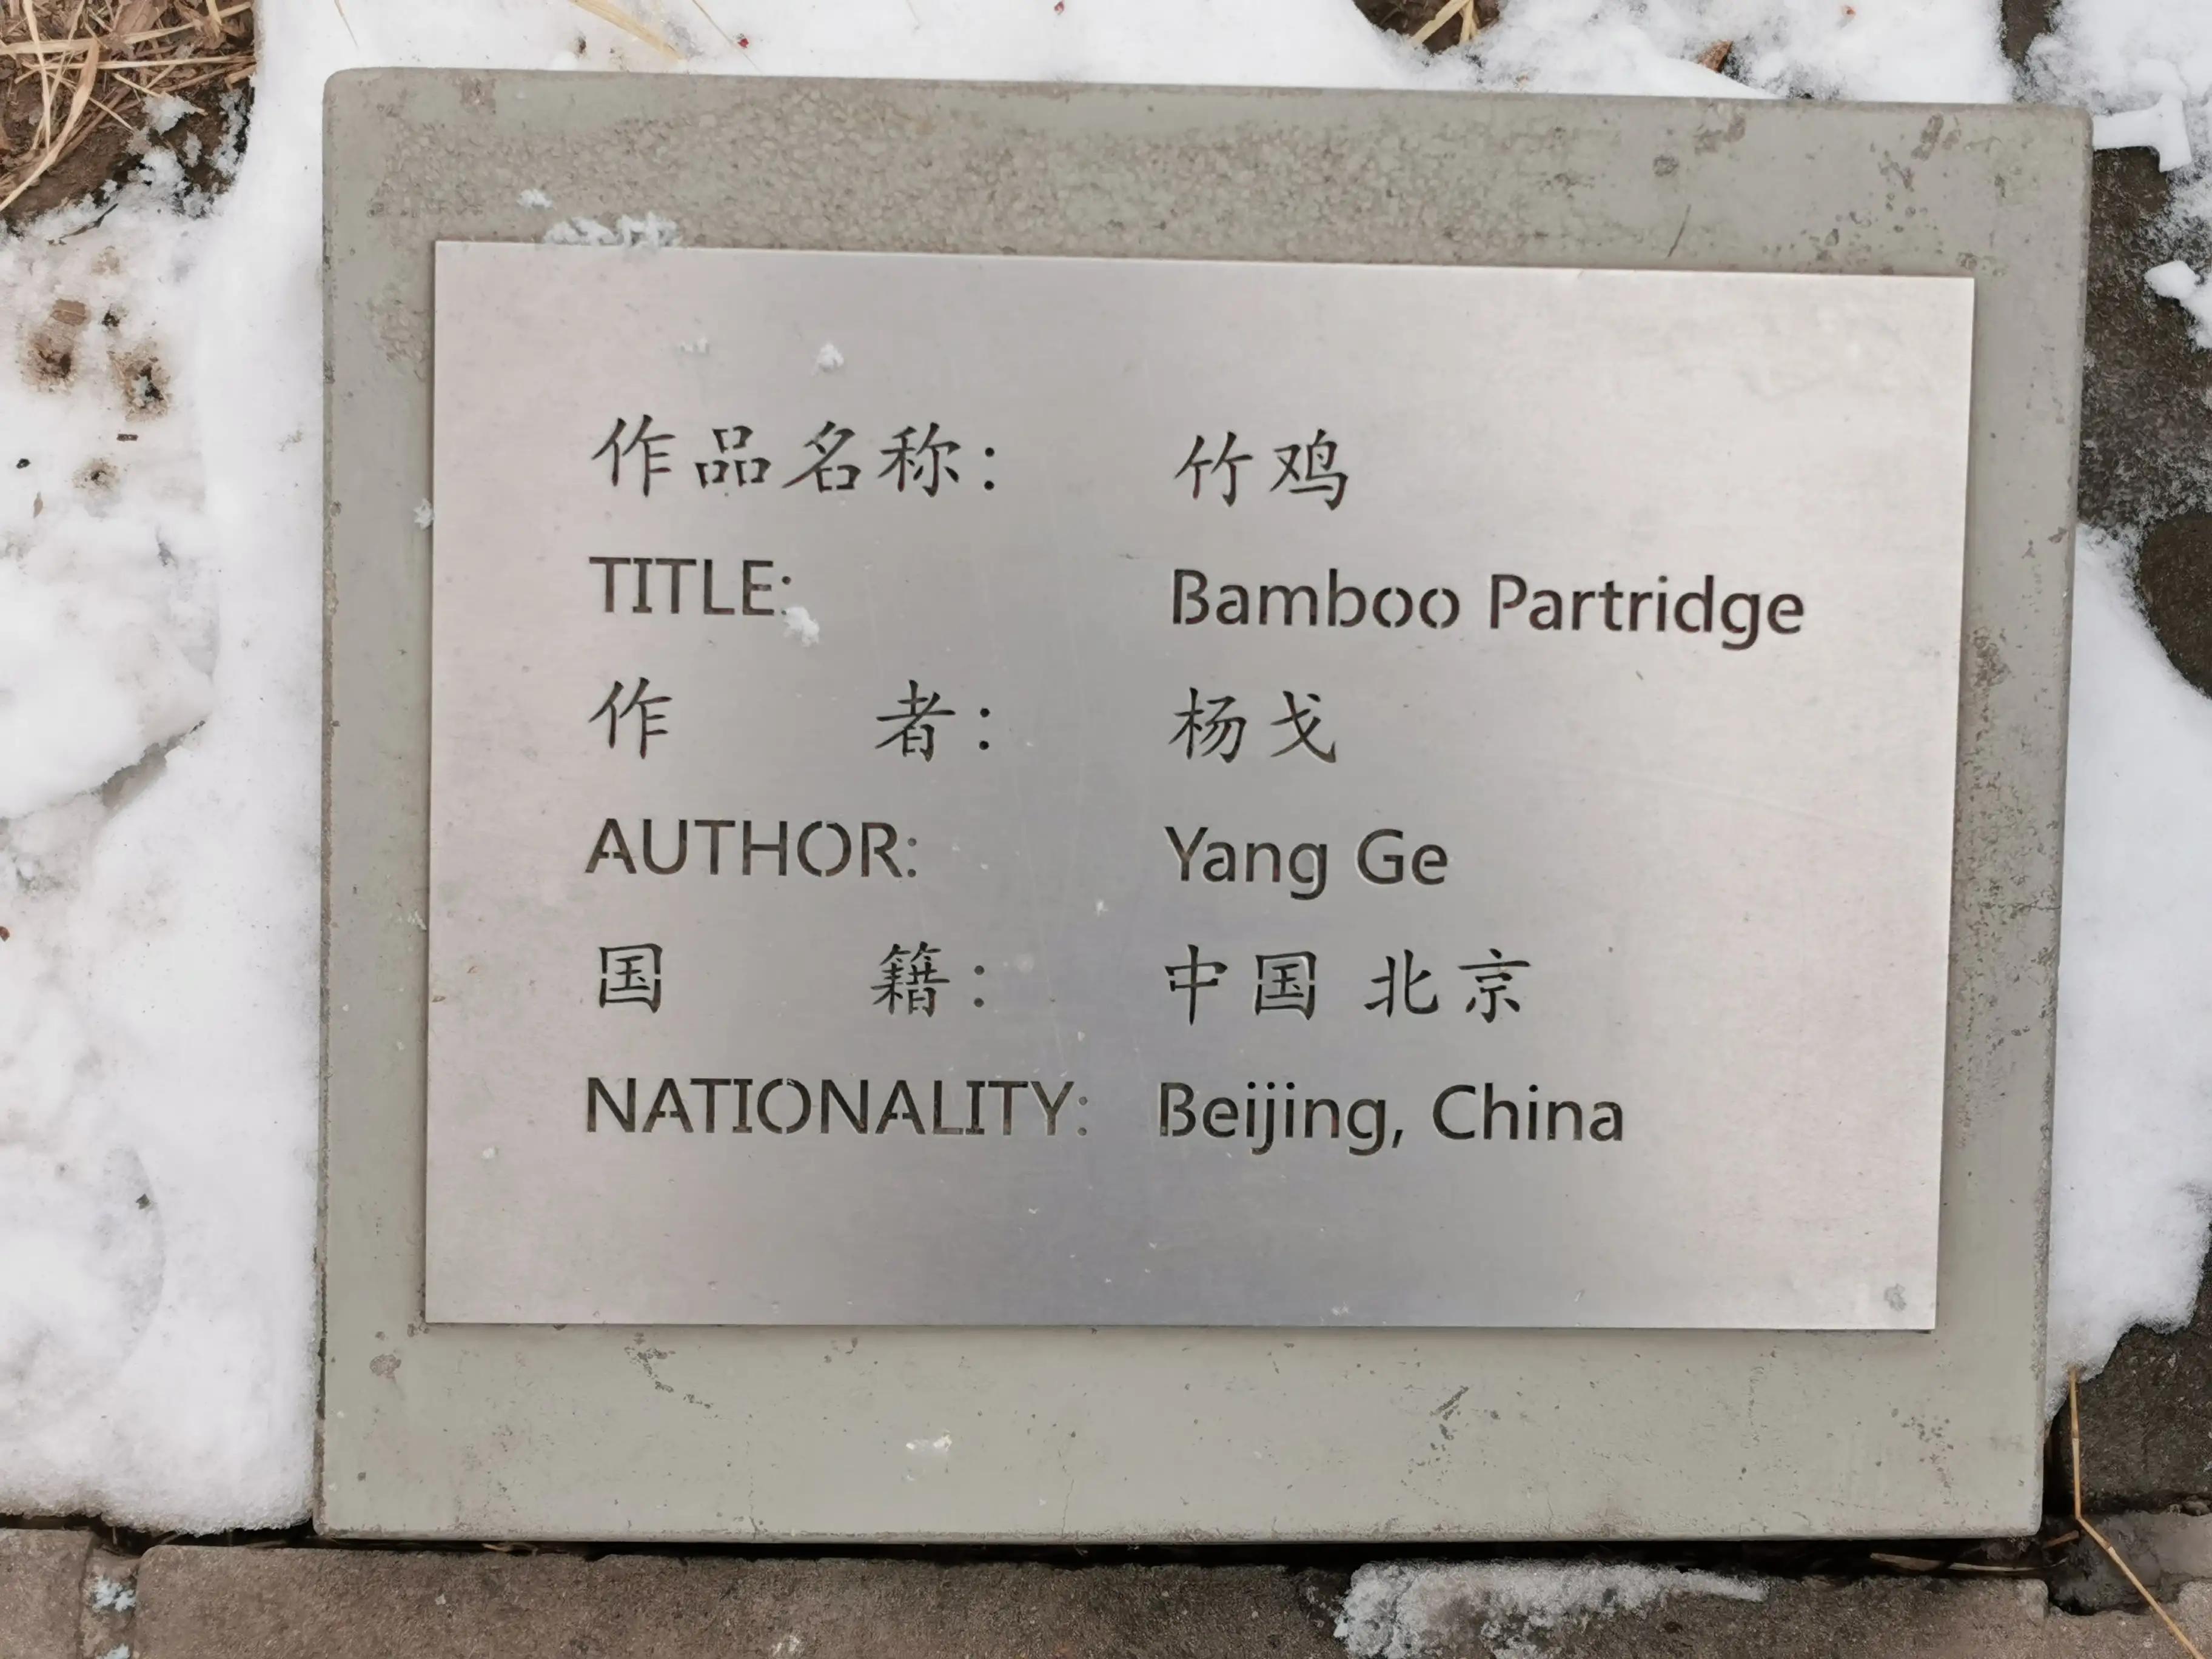 作品名称： 竹鸡
TITLE: Bamboo Partridge
作 者： 杨戈
AUTHOR: Yang Ge
国 籍： 中国 北京
NATIONALITY: Beijing, China